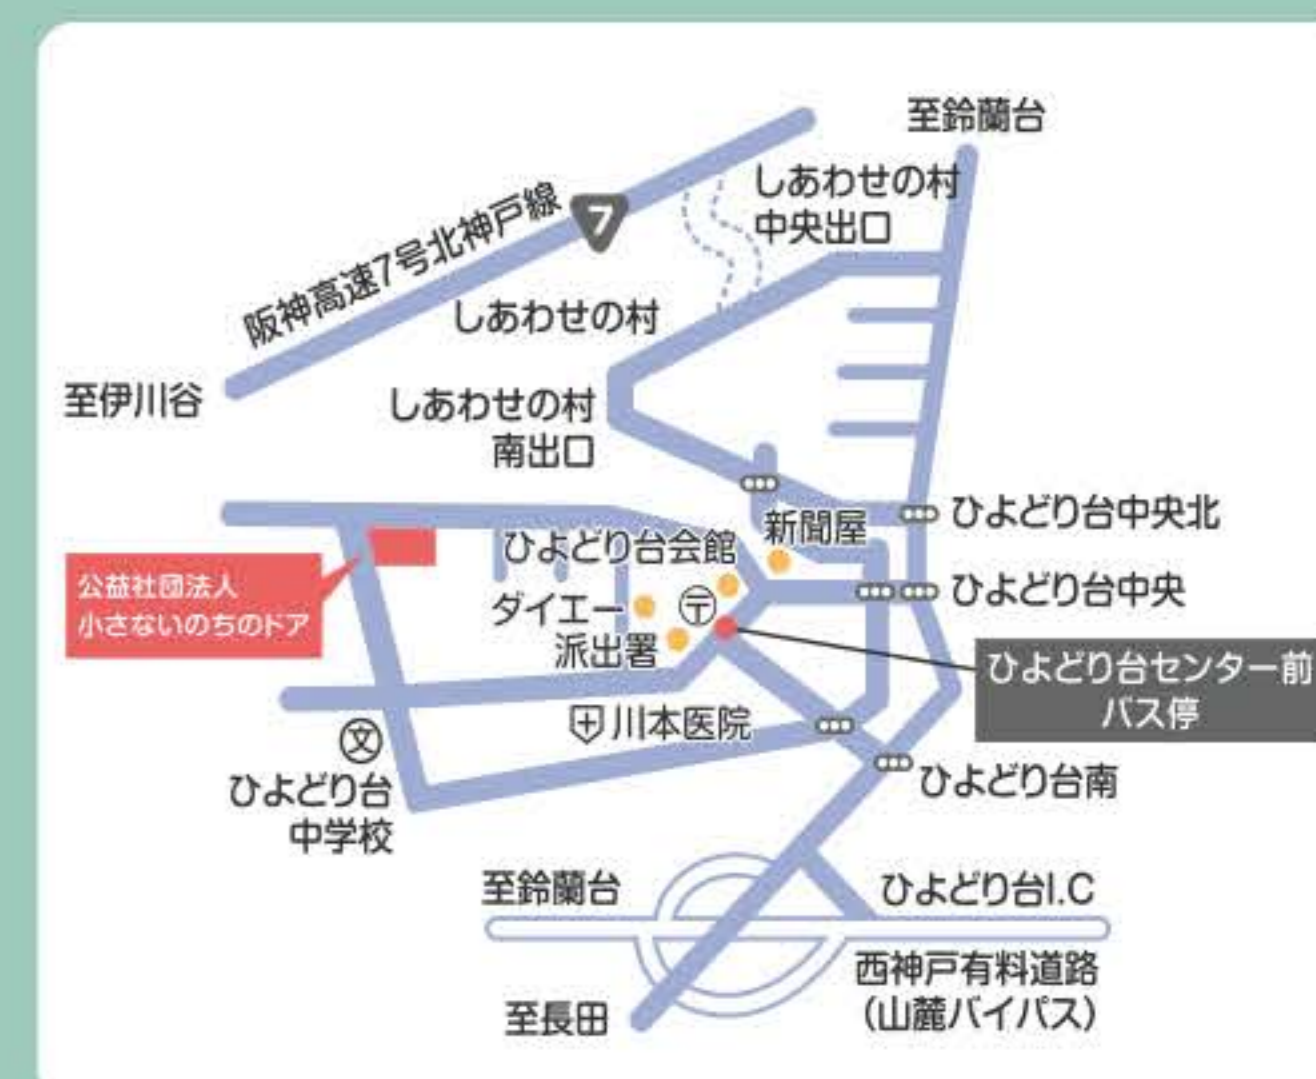 至鈴蘭台
しあわせの村
中央出口
7
阪神高速7号北神戸線
しあわせの村
至伊川谷
しあわせの村
南出口
ひよどり台中央北
新聞屋
ひよどり台会館
公益社団法人
小さないのちのドア
ひよどり台中央
ダイエー
〒
派出署
ひよどり台センター前
バス停
川本医院
文
ひよどり台
中学校
ひよどり台南
至鈴蘭台
ひよどり台I.C
西神戸有料道路
(山麓バイパス)
至長田